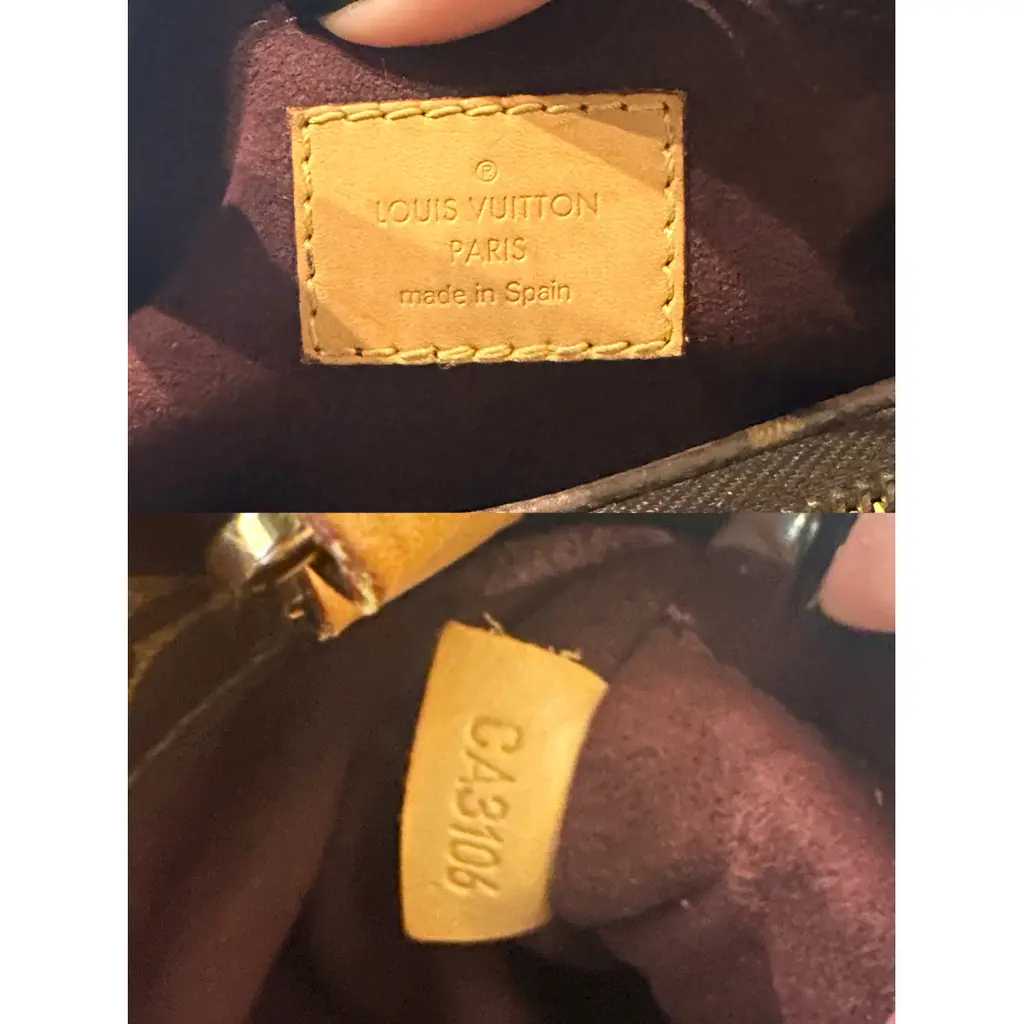 ®
LOUIS VUITTON
PARIS
made in Spain
CA3106